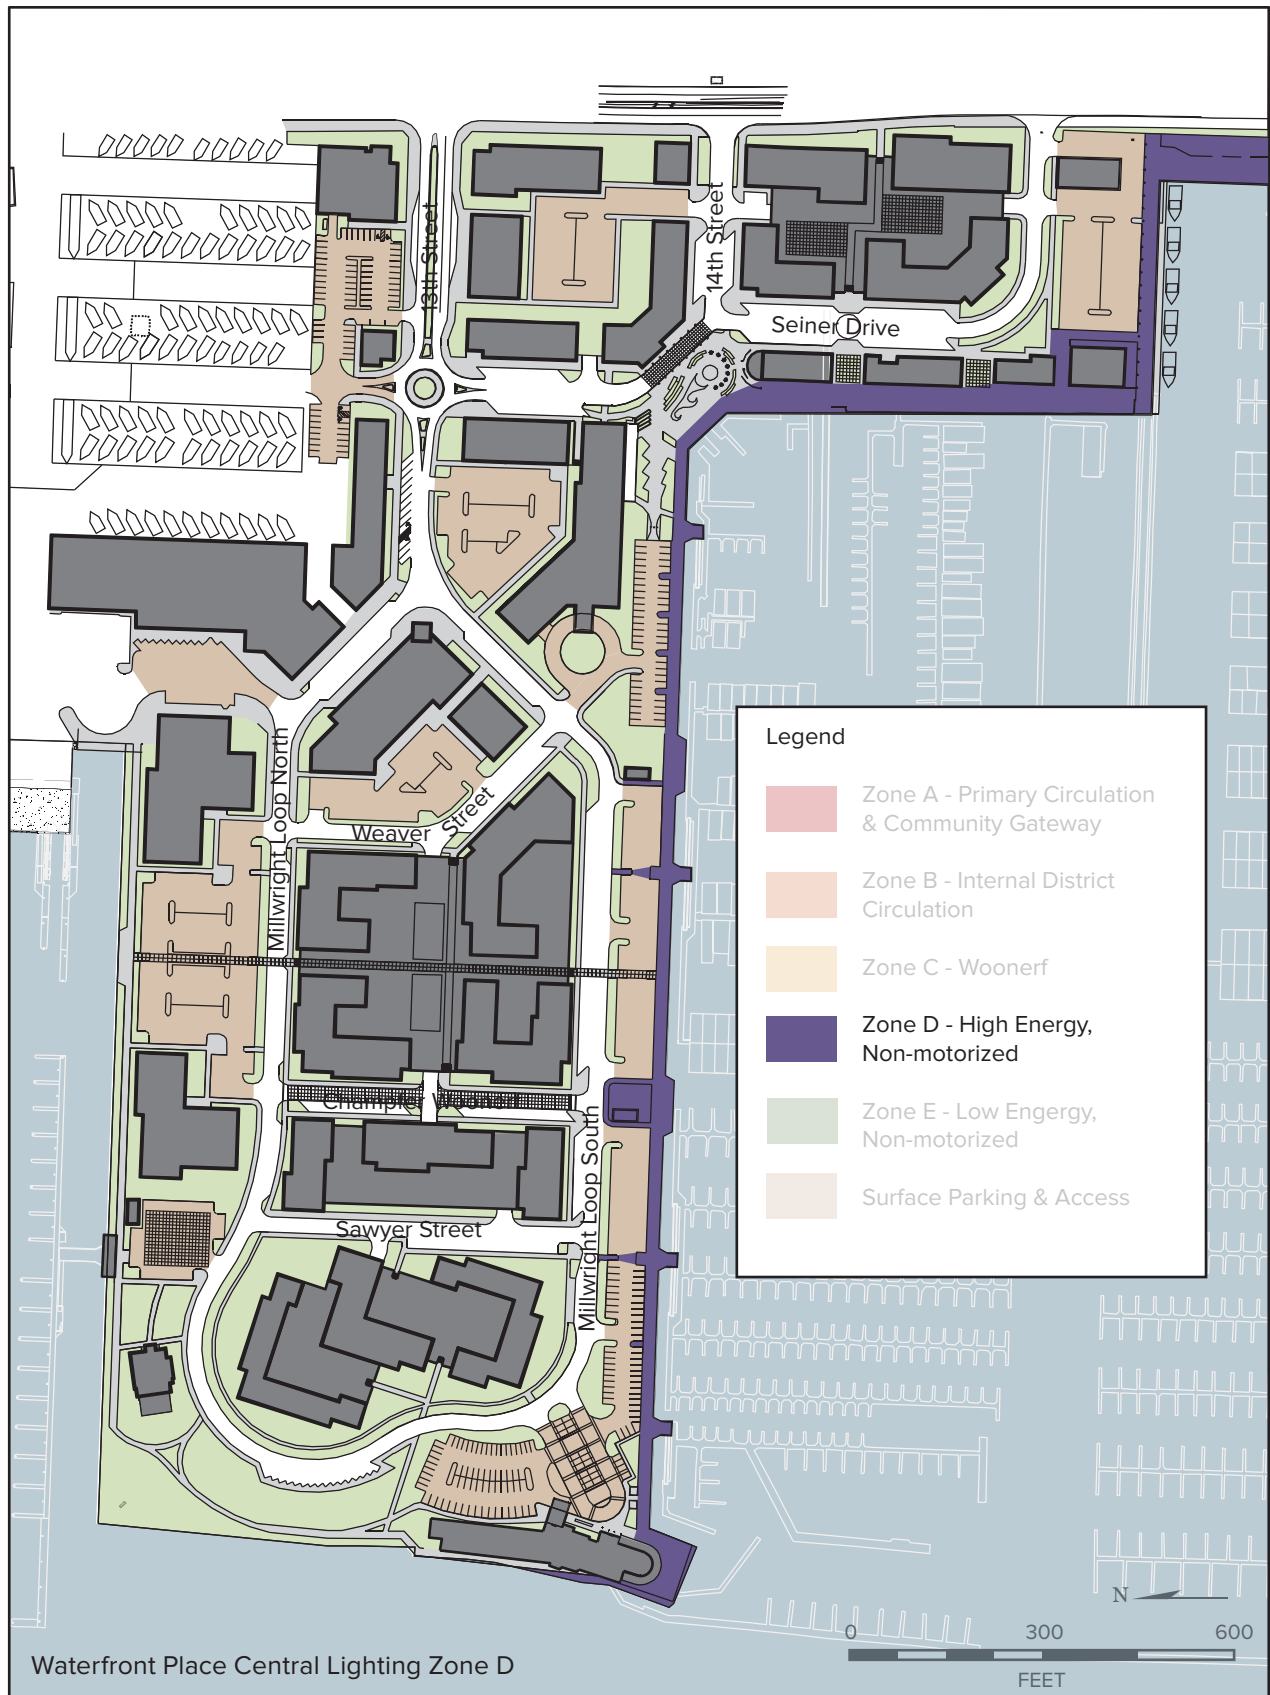 13th Street
14th Street
Seiner Drive
Legend
Zone A - Primary Circulation
& Community Gateway
Zone B - Internal District
Circulation
Zone C - Woonerf
Zone D - High Energy,
Non-motorized
Zone E - Low Engergy,
Non-motorized
Surface Parking & Access
Millwright Loop North
Weaver Street
Champfer Woonerf
Millwright Loop South
Sawyer Street
N
0 300 600
FEET
Waterfront Place Central Lighting Zone D